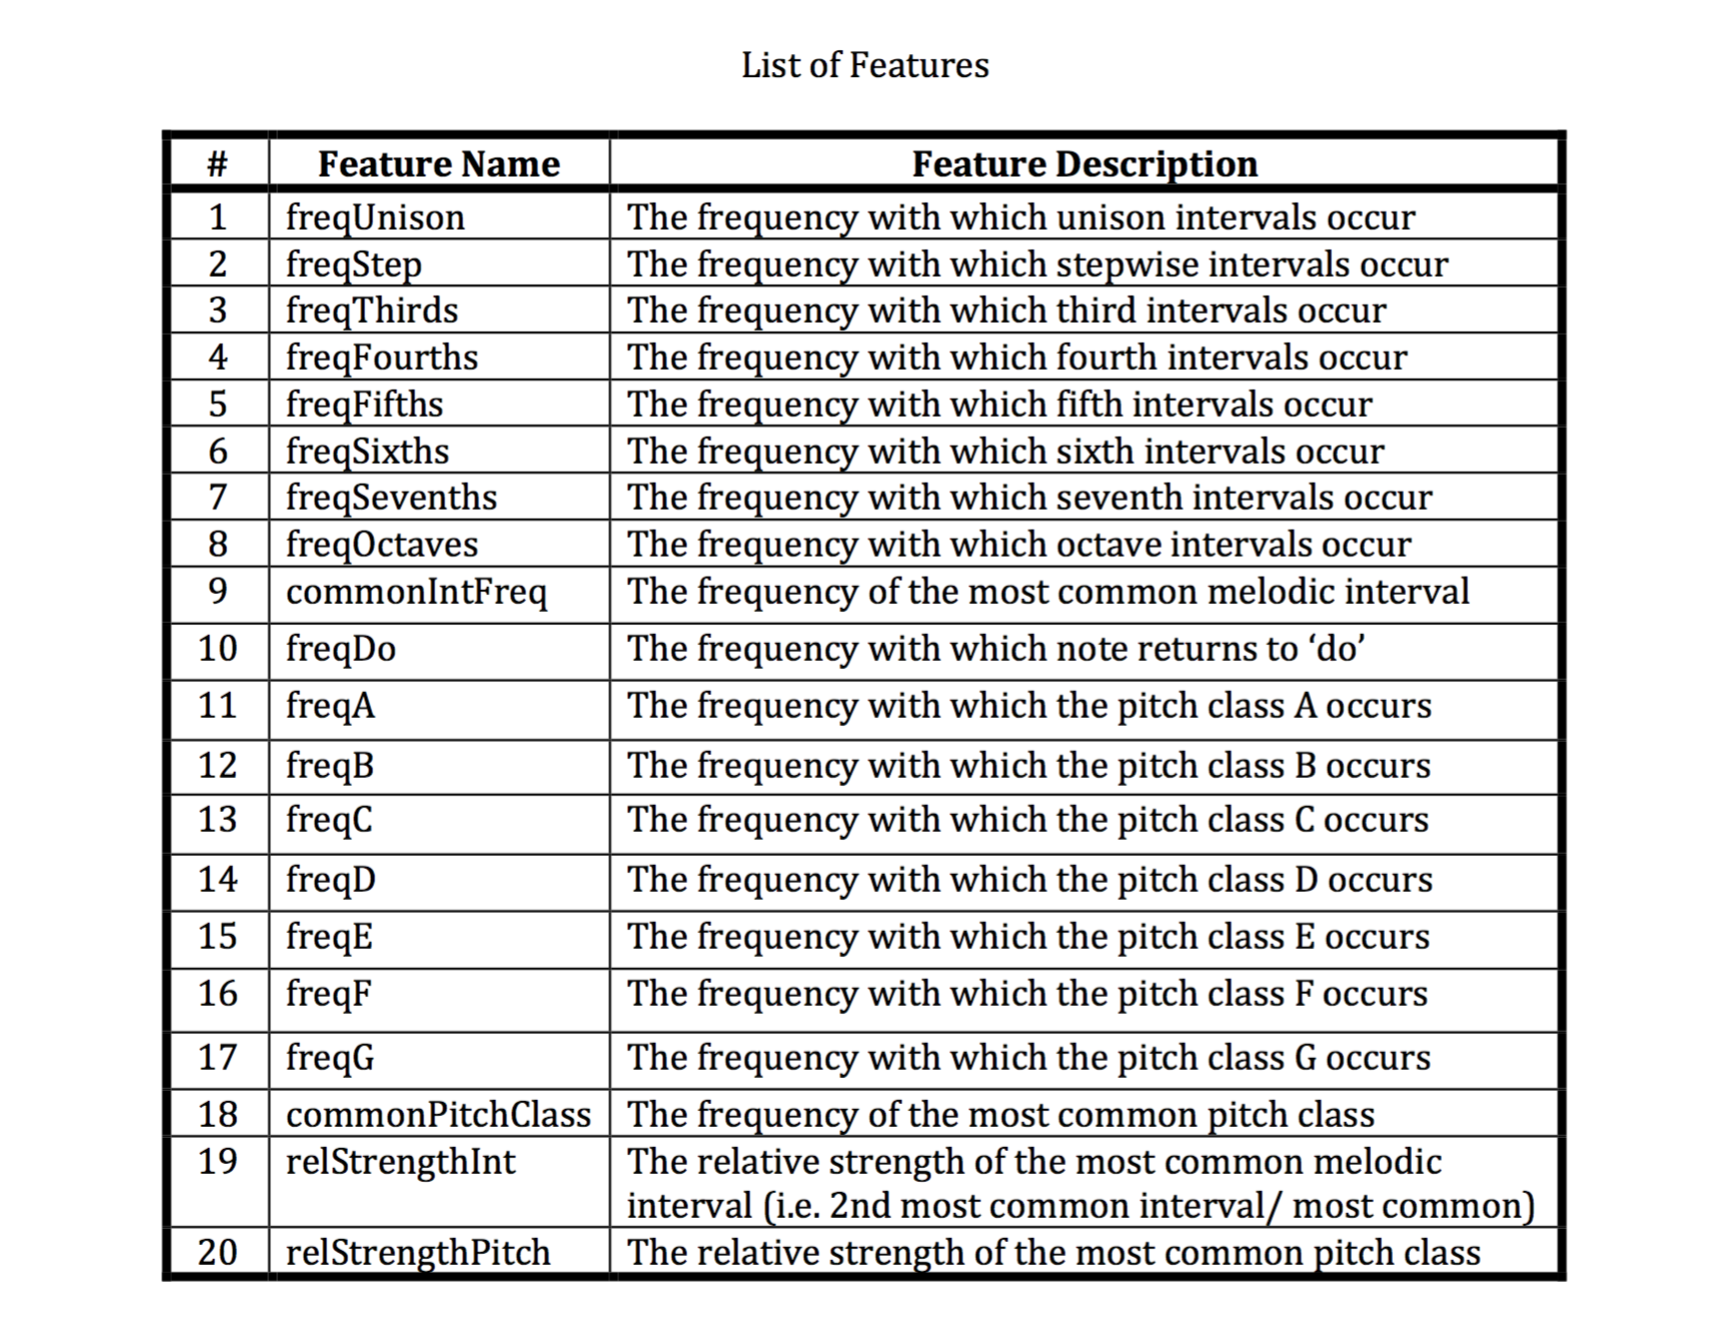 List of Features
# Feature Name Feature Description
1 freqUnison The frequency with which unison intervals occur
2 freqStep The frequency with which stepwise intervals occur
3 freqThirds The frequency with which third intervals occur
4 freqFourths The frequency with which fourth intervals occur
5 freqFifths The frequency with which fifth intervals occur
6 freqSixths The frequency with which sixth intervals occur
7 freqSevenths The frequency with which seventh intervals occur
8 freqOctaves The frequency with which octave intervals occur
9 commonIntFreq The frequency of the most common melodic interval
10 freqDo The frequency with which note returns to ‘do’
11 freqA The frequency with which the pitch class A occurs
12 freqB The frequency with which the pitch class B occurs
13 freqC The frequency with which the pitch class C occurs
14 freqD The frequency with which the pitch class D occurs
15 freqE The frequency with which the pitch class E occurs
16 freqF The frequency with which the pitch class F occurs
17 freqG The frequency with which the pitch class G occurs
18 commonPitchClass The frequency of the most common pitch class
19 relStrengthInt The relative strength of the most common melodic
interval (i.e. 2nd most common interval/ most common)
20 relStrengthPitch The relative strength of the most common pitch class